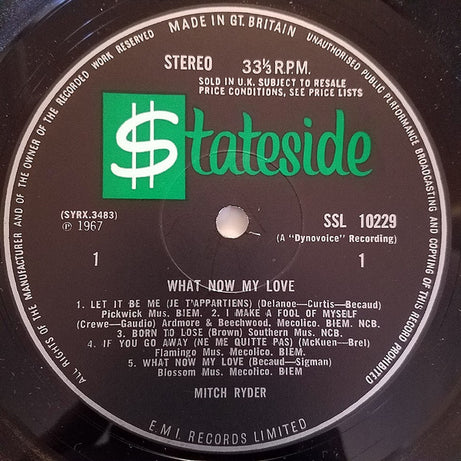 MADE IN GT. BRITAIN
ALL RIGHTS OF THE MANUFACTURER AND OF THE OWNER OF THE RECORDED WORK RESERVED
UNAUTHORISED PUBLIC PERFORMANCE BROADCASTING AND COPYING OF THIS RECORD PROHIBITED
STEREO 33⅓ R.P.M.
SOLD IN U.K. SUBJECT TO RESALE
PRICE CONDITIONS, SEE PRICE LISTS
$tateside
(SYRX.3483)
℗ 1967
SSL 10229
(A "Dynovoice" Recording)
1 1
WHAT NOW MY LOVE
1. LET IT BE ME (JE T'APPARTIENS) (Delanoe—Curtis—Becaud)
Pickwick Mus. BIEM. 2. I MAKE A FOOL OF MYSELF
(Crewe—Gaudio) Ardmore & Beechwood. Mecolico. BIEM. NCB.
3. BORN TO LOSE (Brown) Southern Mus. NCB.
4. IF YOU GO AWAY (NE ME QUITTE PAS) (McKuen—Brel)
Flamingo Mus. Mecolico. BIEM.
5. WHAT NOW MY LOVE (Becaud—Sigman)
Blossom Mus. Mecolico. BIEM
MITCH RYDER
E.M.I. RECORDS LIMITED